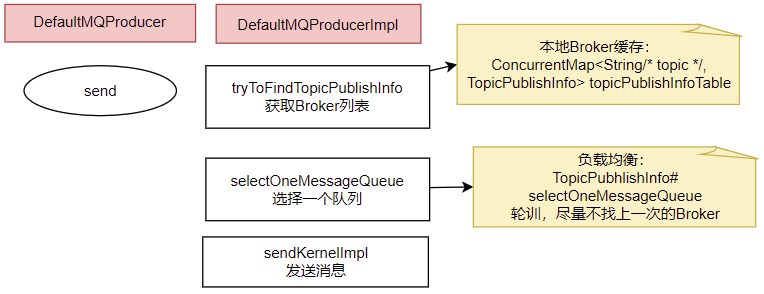 DefaultMQProducer
DefaultMQProducerImpl
send
tryToFindTopicPublishInfo
获取Broker列表
本地Broker缓存：
ConcurrentMap<String/* topic */,
TopicPublishInfo> topicPublishInfoTable
selectOneMessageQueue
选择一个队列
负载均衡：
TopicPubhlishInfo#
selectOneMessageQueue
轮训，尽量不找上一次的Broker
sendKernelImpl
发送消息